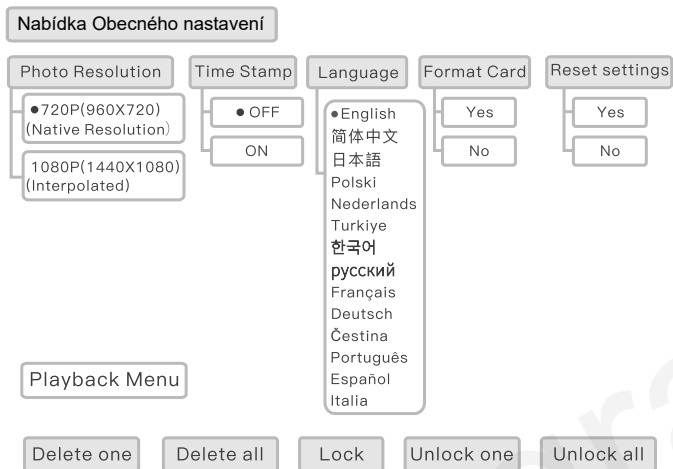 Nabídka Obecného nastavení
Photo Resolution
●720P(960X720)
(Native Resolution)
1080P(1440X1080)
(Interpolated)
Time Stamp
● OFF
ON
Language
●English
简体中文
日本語
Polski
Nederlands
Turkiye
한국어
русский
Français
Deutsch
Čestina
Português
Español
Italia
Format Card
Yes
No
Reset settings
Yes
No
Playback Menu
Delete one
Delete all
Lock
Unlock one
Unlock all